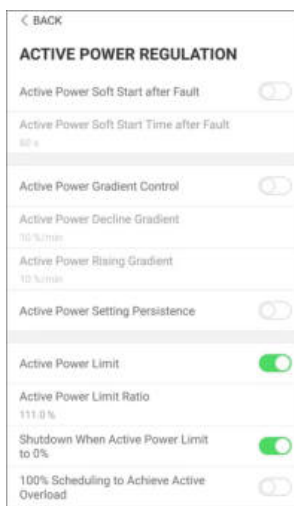 < BACK
ACTIVE POWER REGULATION
Active Power Soft Start after Fault
Active Power Soft Start Time after Fault
60 s
Active Power Gradient Control
Active Power Decline Gradient
10 %/min
Active Power Rising Gradient
10 %/min
Active Power Setting Persistence
Active Power Limit
Active Power Limit Ratio
111.0 %
Shutdown When Active Power Limit
to 0%
100% Scheduling to Achieve Active
Overload